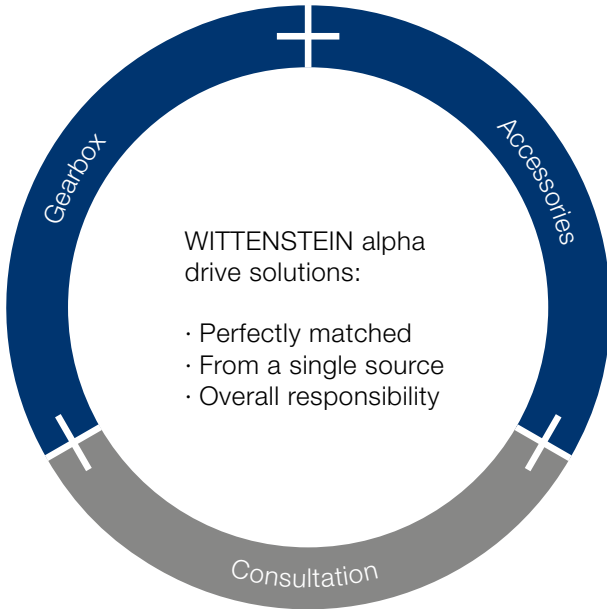 Gearbox
Accessories
WITTENSTEIN alpha
drive solutions:
· Perfectly matched
· From a single source
· Overall responsibility
Consultation